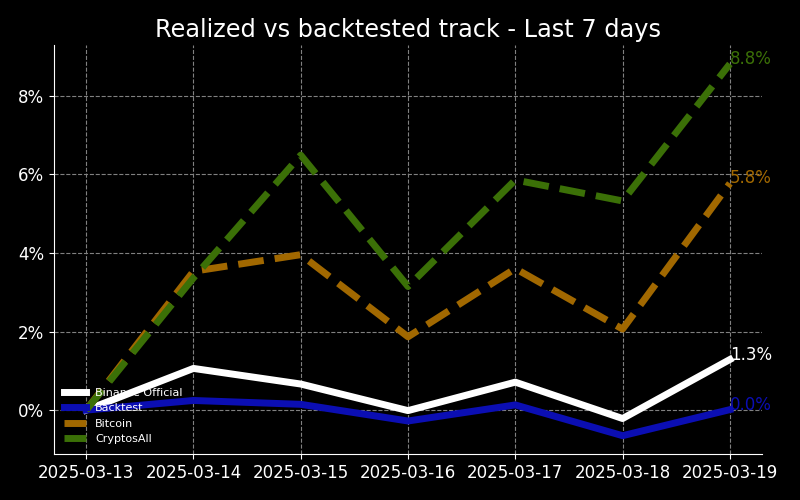 Realized vs backtested track - Last 7 days
8.8%
8%
6%
5.8%
4%
2%
1.3%
0%
0.0%
Binance Official
Backtest
Bitcoin
CryptosAll
2025-03-13 2025-03-14 2025-03-15 2025-03-16 2025-03-17 2025-03-18 2025-03-19